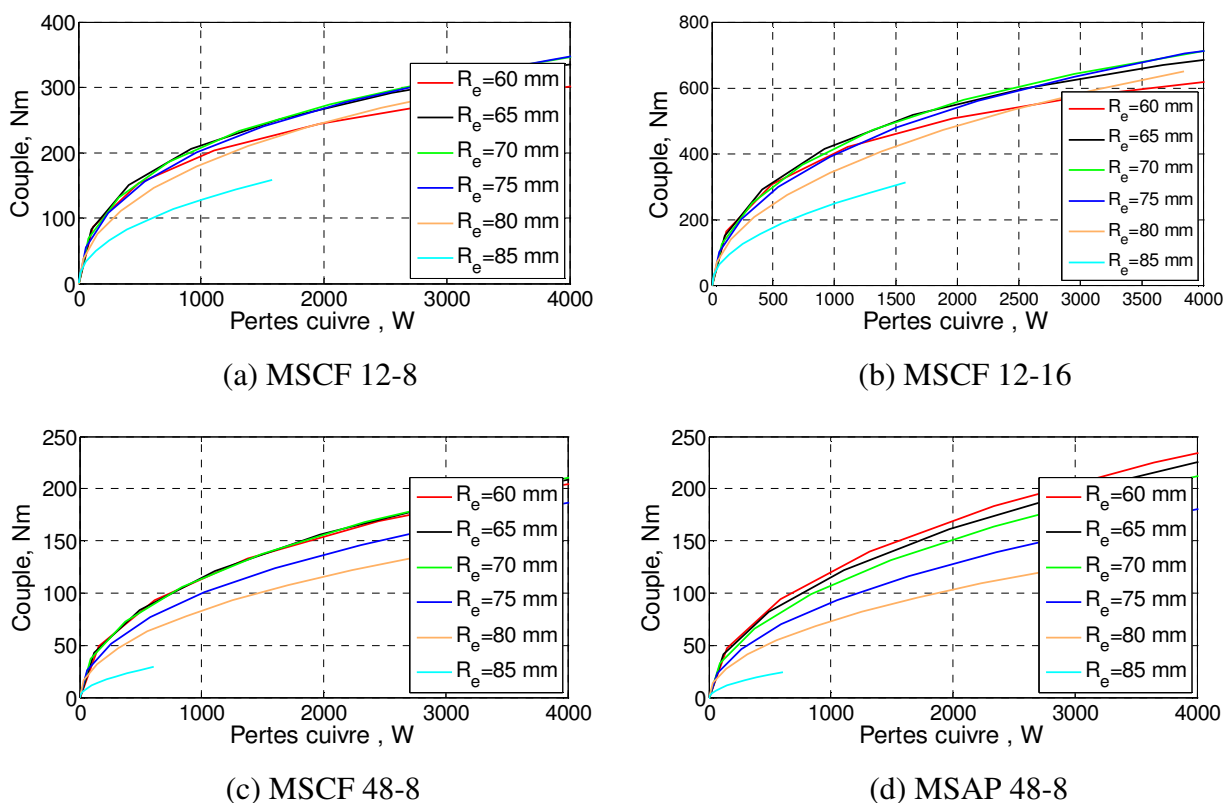 400
300
200
100
0
Couple, Nm
0 1000 2000 3000 4000
Pertes cuivre , W
R_e=60 mm
R_e=65 mm
R_e=70 mm
R_e=75 mm
R_e=80 mm
R_e=85 mm
(a) MSCF 12-8
800
600
400
200
0
Couple, Nm
0 500 1000 1500 2000 2500 3000 3500 4000
Pertes cuivre , W
R_e=60 mm
R_e=65 mm
R_e=70 mm
R_e=75 mm
R_e=80 mm
R_e=85 mm
(b) MSCF 12-16
250
200
150
100
50
0
Couple, Nm
0 1000 2000 3000 4000
Pertes cuivre , W
R_e=60 mm
R_e=65 mm
R_e=70 mm
R_e=75 mm
R_e=80 mm
R_e=85 mm
(c) MSCF 48-8
250
200
150
100
50
0
Couple, Nm
0 1000 2000 3000 4000
Pertes cuivre , W
R_e=60 mm
R_e=65 mm
R_e=70 mm
R_e=75 mm
R_e=80 mm
R_e=85 mm
(d) MSAP 48-8